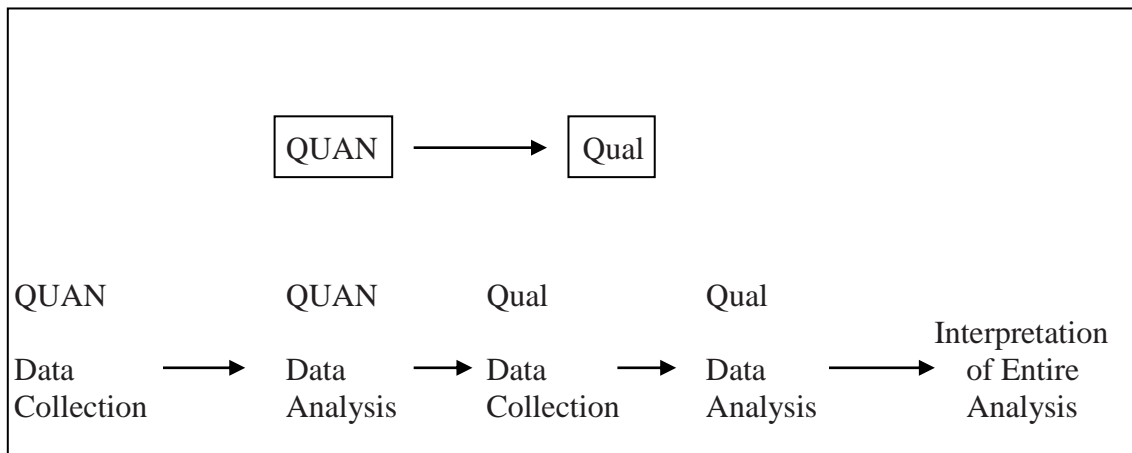 QUAN Qual
QUAN QUAN Qual Qual
Interpretation
Data Data Data Data of Entire
Collection Analysis Collection Analysis Analysis